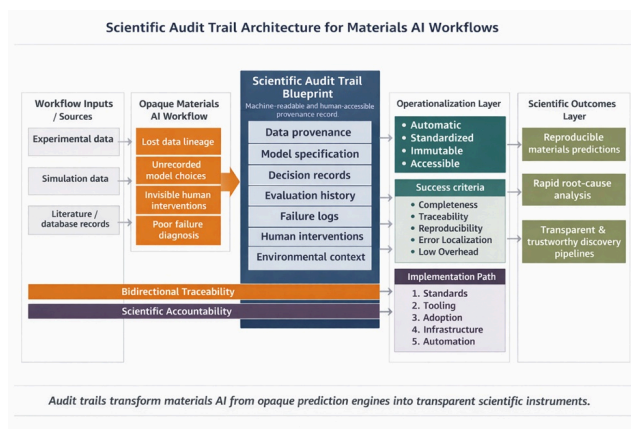 Scientific Audit Trail Architecture for Materials AI Workflows
Workflow Inputs
/ Sources
Experimental data
Simulation data
Literature /
database records
Opaque Materials
AI Workflow
Lost data lineage
Unrecorded
model choices
Invisible human
interventions
Poor failure
diagnosis
Scientific Audit Trail
Blueprint
Machine-readable and human-accessible
provenance record
Data provenance
Model specification
Decision records
Evaluation history
Failure logs
Human interventions
Environmental context
Operationalization Layer
• Automatic
• Standardized
• Immutable
• Accessible
Success criteria
• Completeness
• Traceability
• Reproducibility
• Error Localization
• Low Overhead
Implementation Path
1. Standards
2. Tooling
3. Adoption
4. Infrastructure
5. Automation
Scientific Outcomes
Layer
Reproducible
materials predictions
Rapid root-cause
analysis
Transparent &
trustworthy discovery
pipelines
Bidirectional Traceability
Scientific Accountability
Audit trails transform materials AI from opaque prediction engines into transparent scientific instruments.